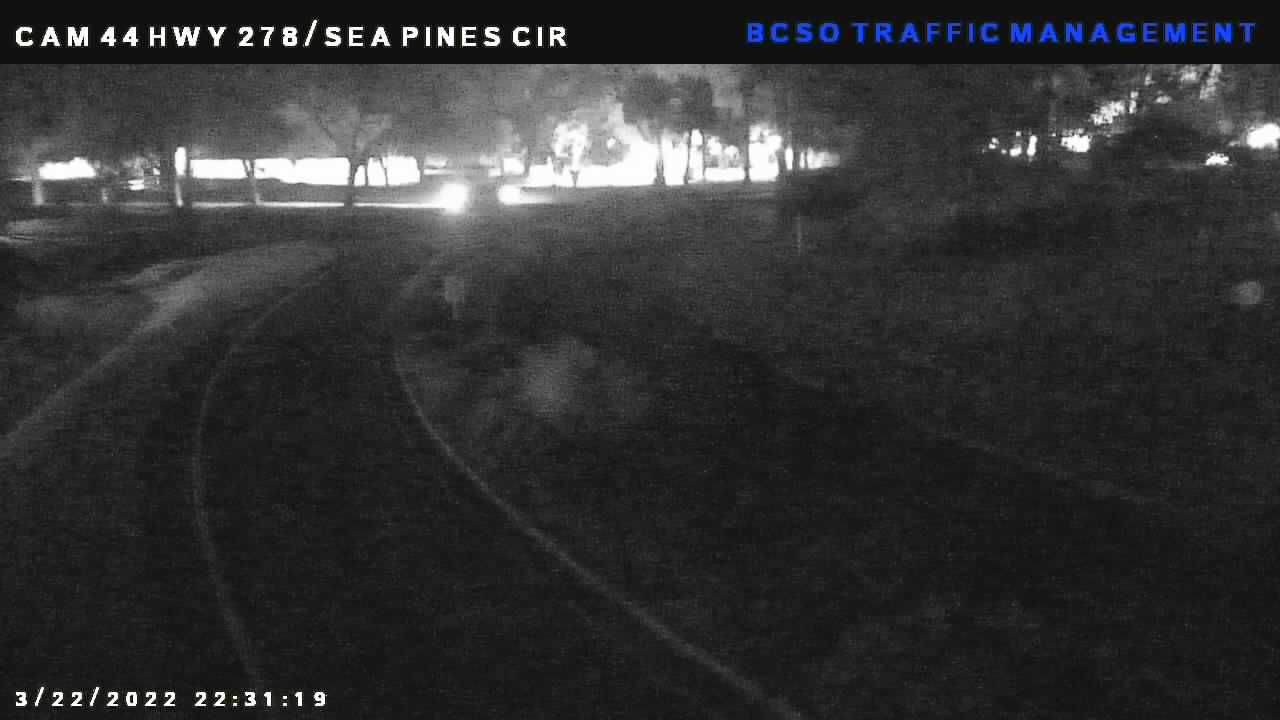 CAM 44 HWY 278/SEA PINES CIR
BCSO TRAFFIC MANAGEMENT
3/22/2022 22:31:19